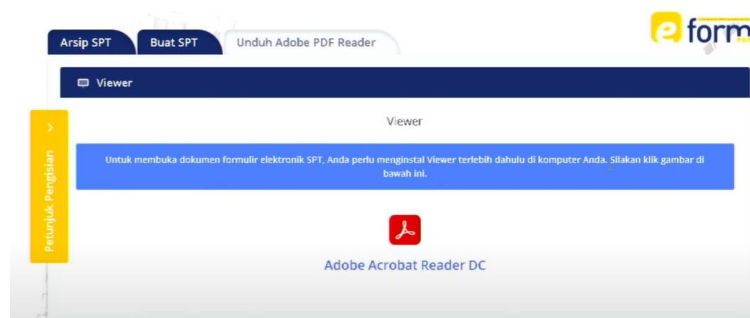 e form
Arsip SPT
Buat SPT
Unduh Adobe PDF Reader
Viewer
Viewer
Untuk membuka dokumen formulir elektronik SPT, Anda perlu menginstal Viewer terlebih dahulu di komputer Anda. Silakan klik gambar di
bawah ini.
Petunjuk Pengisian
Adobe Acrobat Reader DC